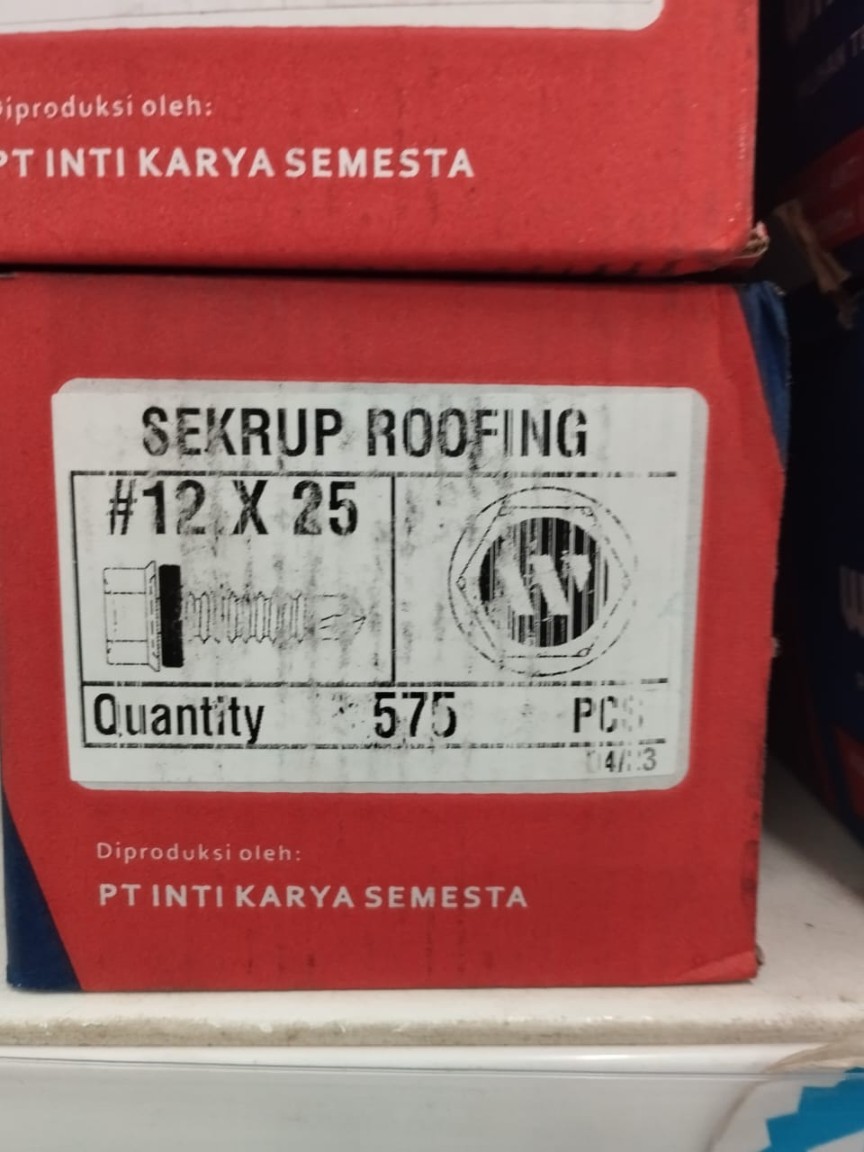 Diproduksi oleh:
PT INTI KARYA SEMESTA
SEKRUP ROOFING
#12 X 25
Quantity 575 PCS
Diproduksi oleh:
PT INTI KARYA SEMESTA